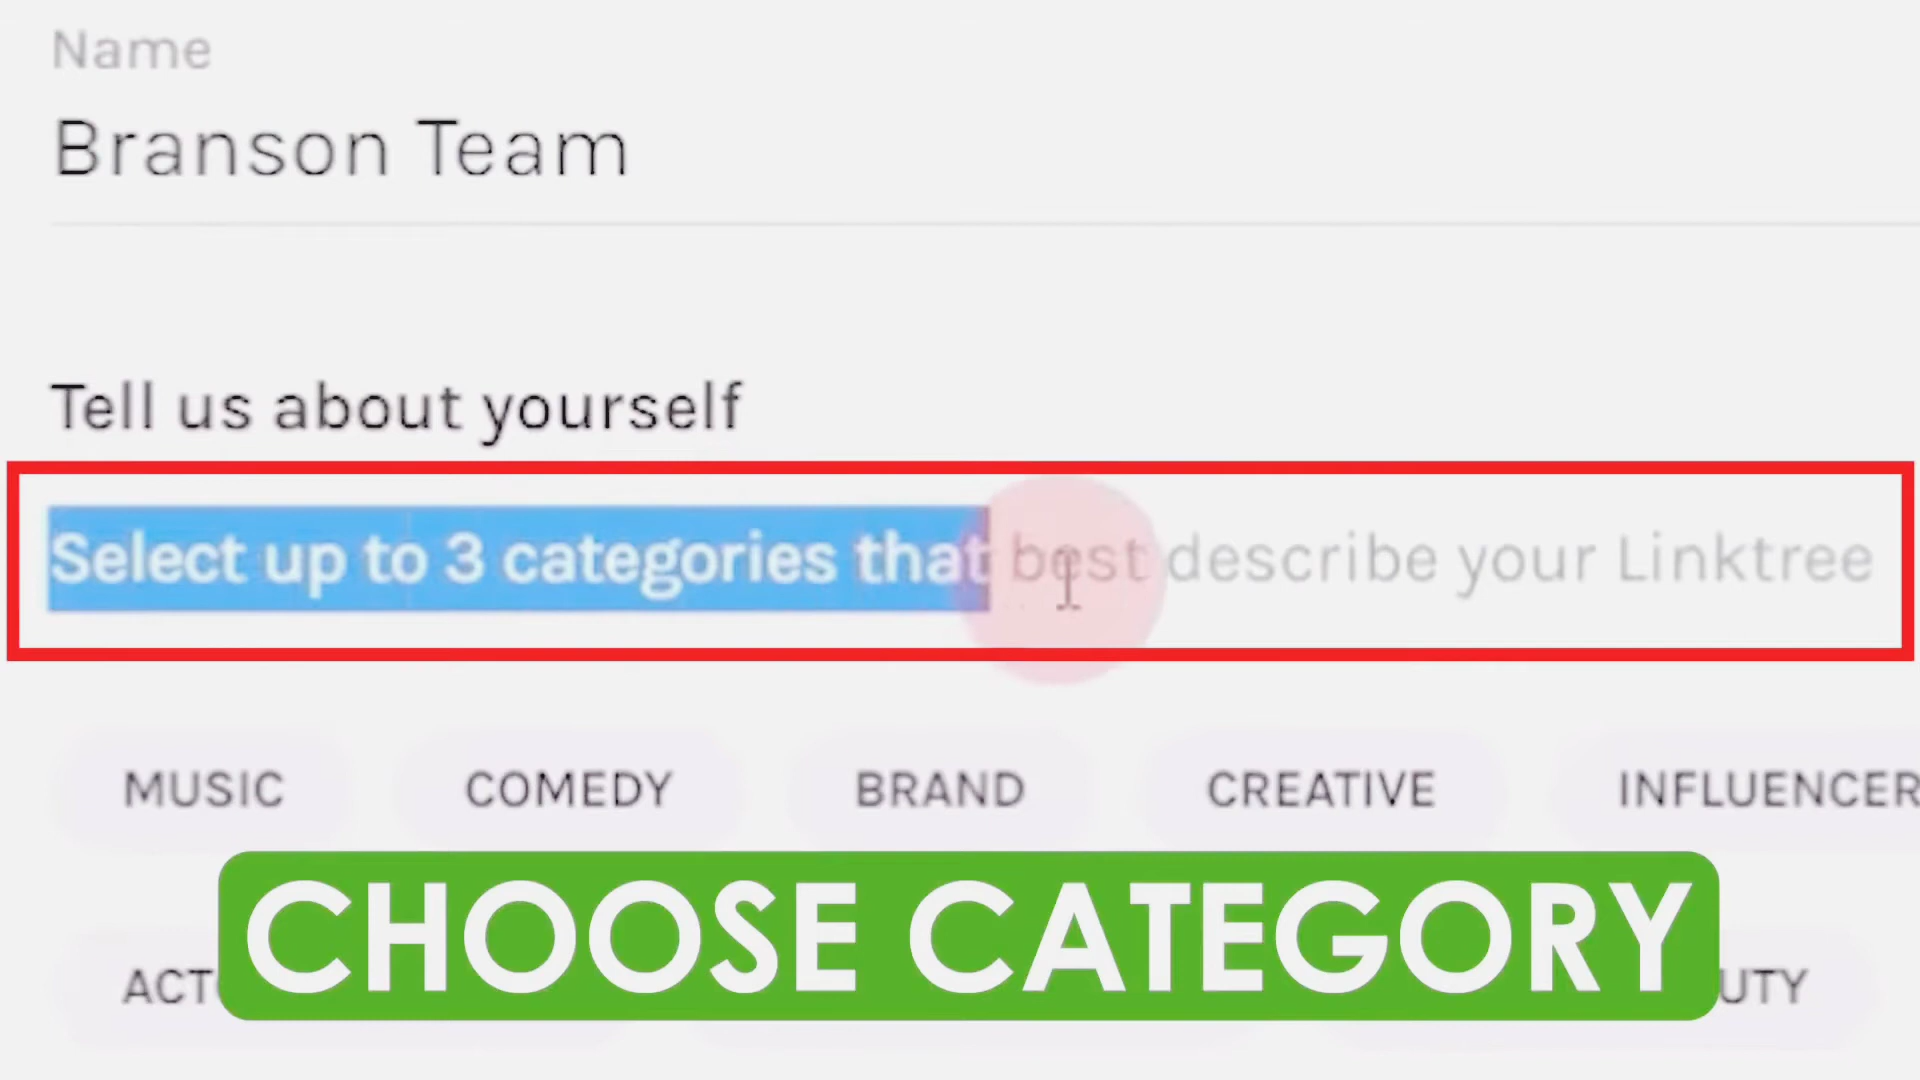 Name
Branson Team
Tell us about yourself
Select up to 3 categories that best describe your Linktree
MUSIC COMEDY BRAND CREATIVE INFLUENCER
CHOOSE CATEGORY